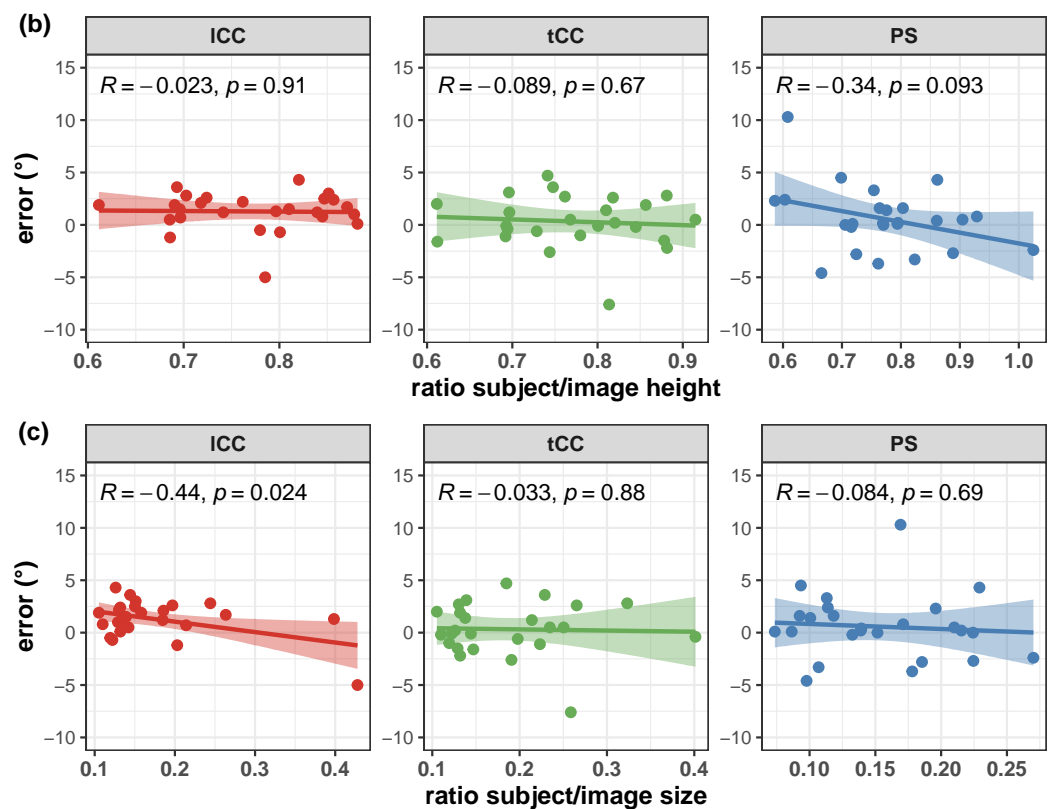 (b)
lCC
tCC
PS
R = −0.023, p = 0.91
R = −0.089, p = 0.67
R = −0.34, p = 0.093
error (°)
15
10
5
0
−5
−10
0.6 0.7 0.8
0.6 0.7 0.8 0.9
0.6 0.7 0.8 0.9 1.0
ratio subject/image height
(c)
lCC
tCC
PS
R = −0.44, p = 0.024
R = −0.033, p = 0.88
R = −0.084, p = 0.69
error (°)
15
10
5
0
−5
−10
0.1 0.2 0.3 0.4
0.1 0.2 0.3 0.4
0.10 0.15 0.20 0.25
ratio subject/image size